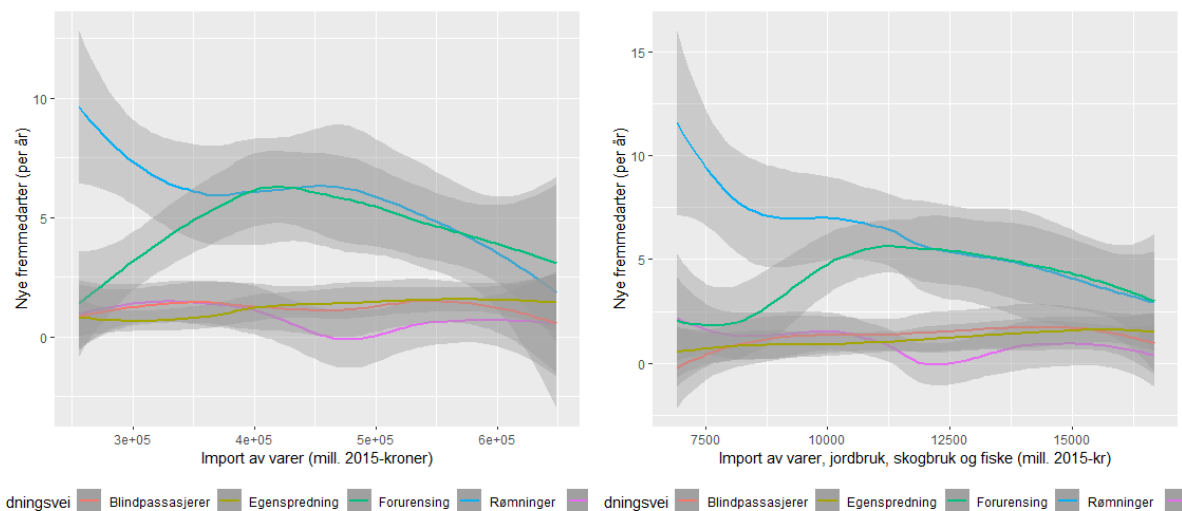 10
5
0
Nye fremmedarter (per år)
3e+05 4e+05 5e+05 6e+05
Import av varer (mill. 2015-kroner)
dningsvei Blindpassasjerer Egenspredning Forurensing Rømninger
15
10
5
0
Nye fremmedarter (per år)
7500 10000 12500 15000
Import av varer, jordbruk, skogbruk og fiske (mill. 2015-kr)
dningsvei Blindpassasjerer Egenspredning Forurensing Rømninger